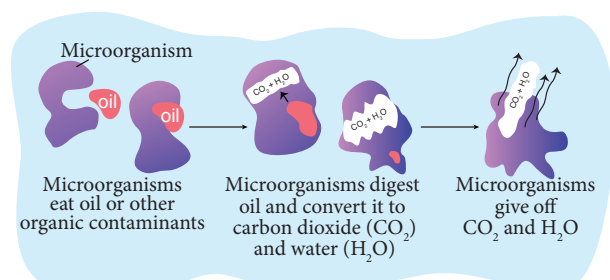 Microorganism
oil
oil
CO₂ + H₂O
CO₂ + H₂O
CO₂ + H₂O
Microorganisms
eat oil or other
organic contaminants
Microorganisms digest
oil and convert it to
carbon dioxide (CO₂)
and water (H₂O)
Microorganisms
give off
CO₂ and H₂O